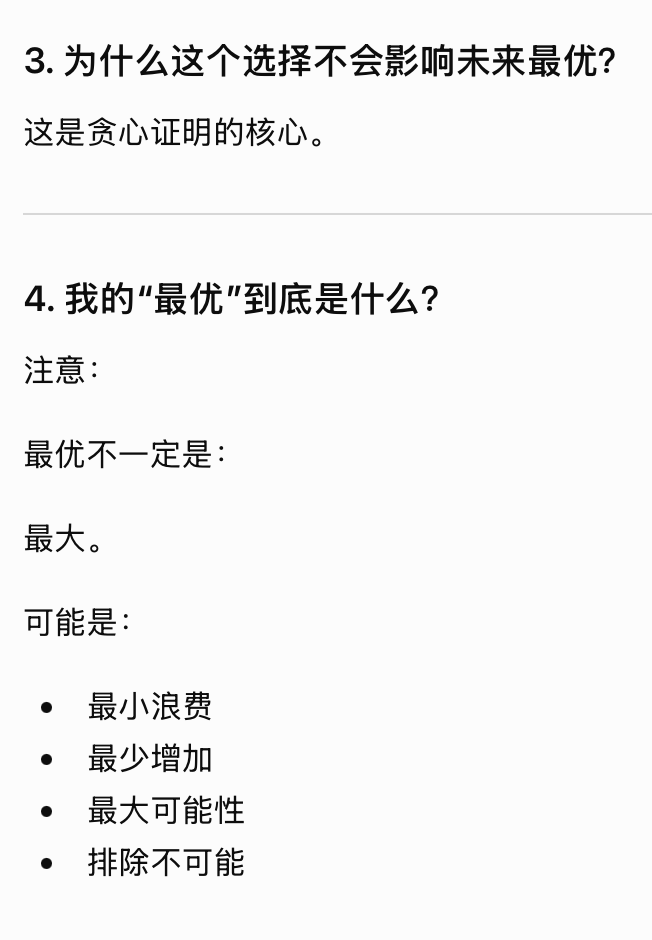 3. 为什么这个选择不会影响未来最优?
这是贪心证明的核心。
4. 我的“最优”到底是什么?
注意：
最优不一定是：
最大。
可能是：
• 最小浪费
• 最少增加
• 最大可能性
• 排除不可能